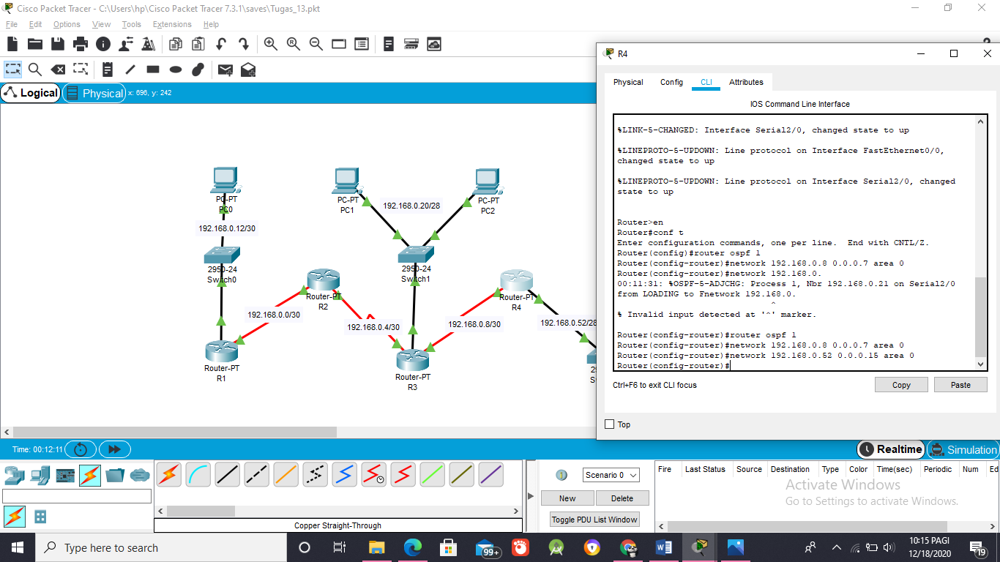 Cisco Packet Tracer - C:\Users\hp\Cisco Packet Tracer 7.3.1\saves\Tugas_13.pkt
File Edit Options View Tools Extensions Help
Logical
Physical
x: 696, y: 242
PC-PT
PC0
192.168.0.12/30
2950-24
Switch0
Router-PT
R1
192.168.0.0/30
Router-PT
R2
192.168.0.4/30
PC-PT
PC1
192.168.0.20/28
PC-PT
PC2
2950-24
Switch1
Router-PT
R3
192.168.0.8/30
Router-PT
R4
192.168.0.52/28
R4
Physical Config CLI Attributes
IOS Command Line Interface
%LINK-5-CHANGED: Interface Serial2/0, changed state to up
%LINEPROTO-5-UPDOWN: Line protocol on Interface FastEthernet0/0,
changed state to up
%LINEPROTO-5-UPDOWN: Line protocol on Interface Serial2/0, changed
state to up
Router>en
Router#conf t
Enter configuration commands, one per line. End with CNTL/Z.
Router(config)#router ospf 1
Router(config-router)#network 192.168.0.8 0.0.0.7 area 0
Router(config-router)#network 192.168.0.
00:11:31: %OSPF-5-ADJCHG: Process 1, Nbr 192.168.0.21 on Serial2/0
from LOADING to Fnetwork 192.168.0.
^
% Invalid input detected at '^' marker.
Router(config-router)#router ospf 1
Router(config-router)#network 192.168.0.8 0.0.0.7 area 0
Router(config-router)#network 192.168.0.52 0.0.0.15 area 0
Router(config-router)#
Ctrl+F6 to exit CLI focus
Copy
Paste
Top
Time: 00:12:11
Realtime
Simulation
Copper Straight-Through
Scenario 0
New
Delete
Toggle PDU List Window
Fire Last Status Source Destination Type Color Time(sec) Periodic Num Ed
Activate Windows
Go to Settings to activate Windows.
Type here to search
99+
10:15 PAGI
12/18/2020
19